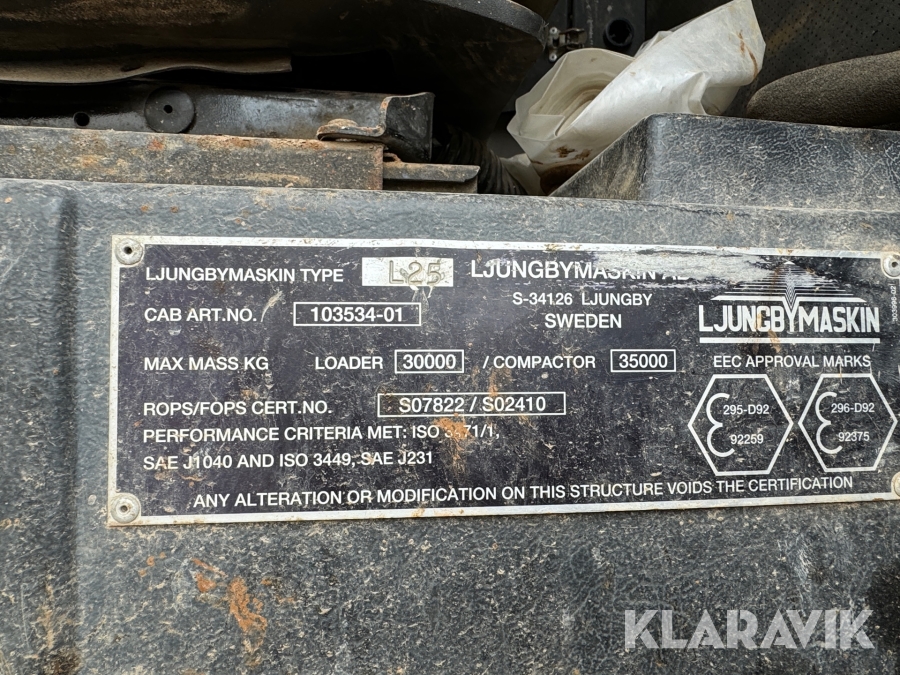 LJUNGBYMASKIN TYPE L25 LJUNGBYMASKIN AB
S-34126 LJUNGBY
CAB ART.NO. 103534-01 SWEDEN
LJUNGBYMASKIN
MAX MASS KG LOADER 30000 / COMPACTOR 35000 EEC APPROVAL MARKS
ROPS/FOPS CERT.NO. S07822 / S02410
295-D92 296-D92
PERFORMANCE CRITERIA MET: ISO 3471/1,
92259 92375
SAE J1040 AND ISO 3449, SAE J231
ANY ALTERATION OR MODIFICATION ON THIS STRUCTURE VOIDS THE CERTIFICATION
KLARAVIK